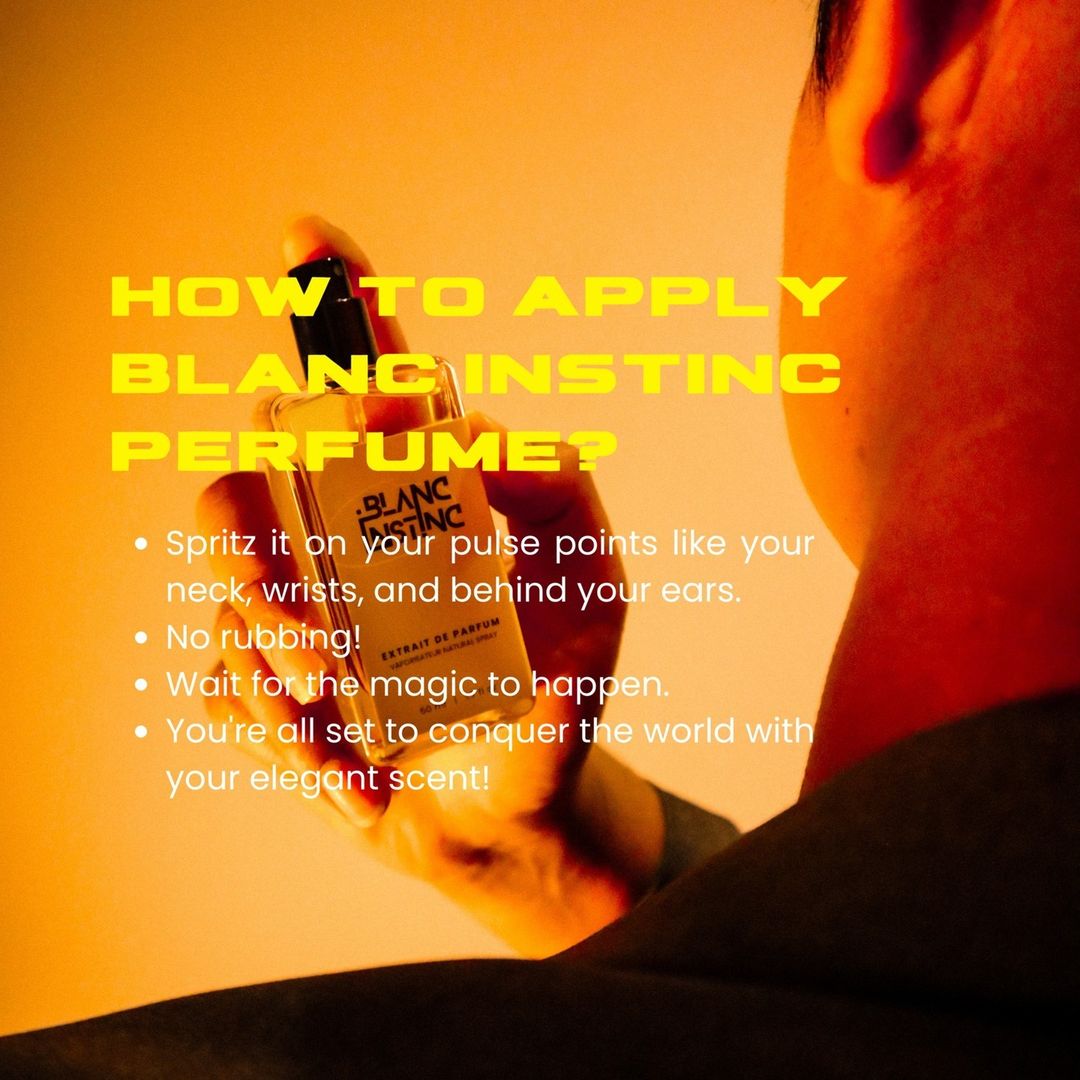 HOW TO APPLY
BLANC INSTINC
PERFUME?
BLANC
INSTINC
• Spritz it on your pulse points like your
neck, wrists, and behind your ears.
• No rubbing!
EXTRAIT DE PARFUM
VAPORISATEUR NATURAL SPRAY
• Wait for the magic to happen.
50
• You're all set to conquer the world with
your elegant scent!